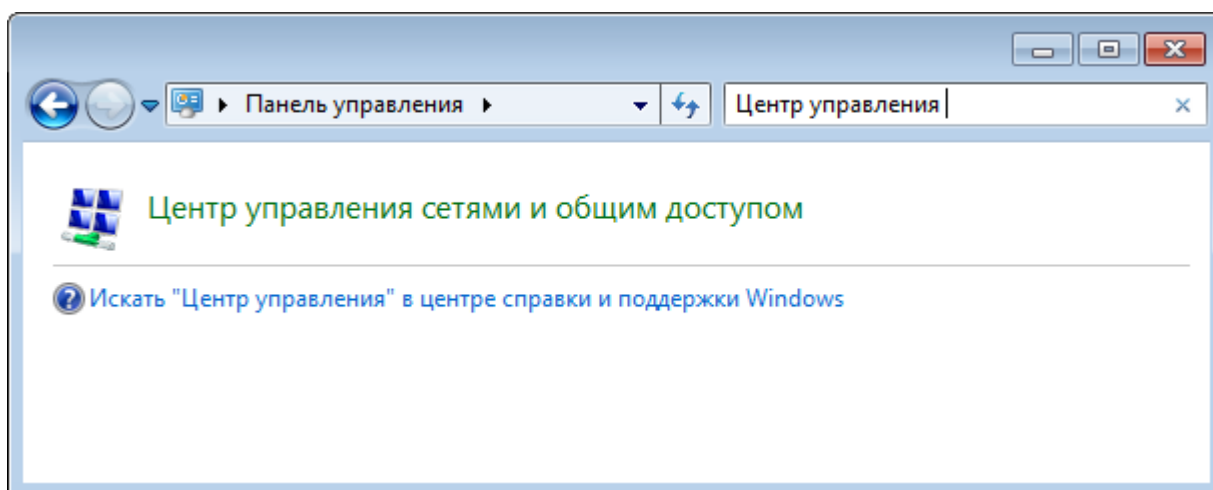 Панель управления
Центр управления
Центр управления сетями и общим доступом
Искать "Центр управления" в центре справки и поддержки Windows